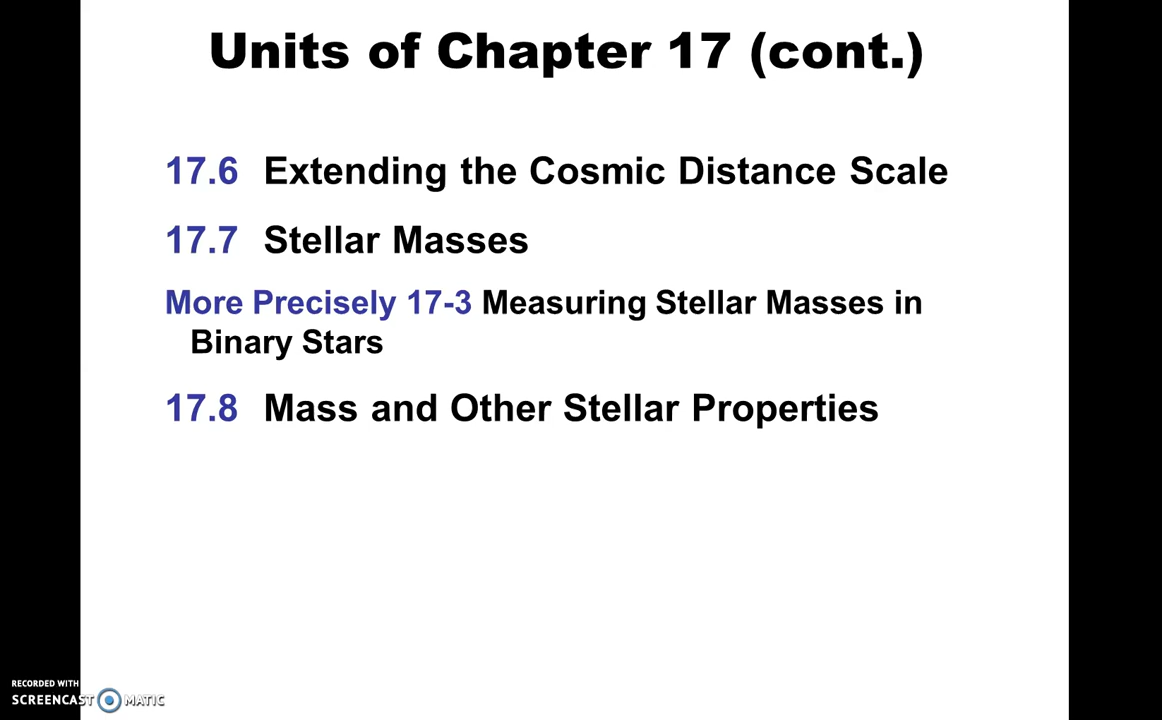 Units of Chapter 17 (cont.)
17.6 Extending the Cosmic Distance Scale
17.7 Stellar Masses
More Precisely 17-3 Measuring Stellar Masses in
Binary Stars
17.8 Mass and Other Stellar Properties
RECORDED WITH
SCREENCAST MATIC